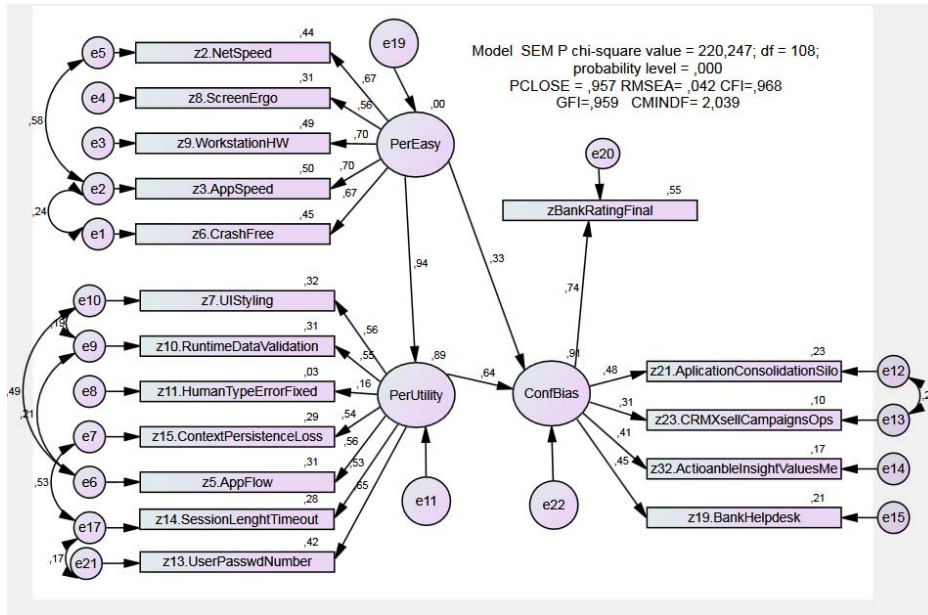 Model SEM P chi-square value = 220,247; df = 108;
probability level = ,000
PCLOSE = ,957 RMSEA= ,042 CFI=,968
GFI=,959 CMINDF= 2,039
e19
,00
PerEasy
e5
,44
z2.NetSpeed
,67
e4
,31
z8.ScreenErgo
,56
e3
,49
z9.WorkstationHW
,70
,58
e2
,50
z3.AppSpeed
,70
,24
e1
,45
z6.CrashFree
,67
e20
,55
zBankRatingFinal
,94
,33
,74
e10
,32
z7.UIStyling
,56
,19
e9
,31
z10.RuntimeDataValidation
,55
e8
,03
z11.HumanTypeErrorFixed
,16
,49
,21
e7
,29
z15.ContextPersistenceLoss
,54
e6
,31
z5.AppFlow
,56
,53
e17
,28
z14.SessionLenghtTimeout
,53
,17
e21
,42
z13.UserPasswdNumber
,89
PerUtility
e11
,64
,91
ConfBias
e22
,48
,23
z21.AplicationConsolidationSilo
e12
,31
,10
z23.CRMXsellCampaignsOps
e13
,41
,17
z32.ActioanbleInsightValuesMe
e14
,45
,21
z19.BankHelpdesk
e15